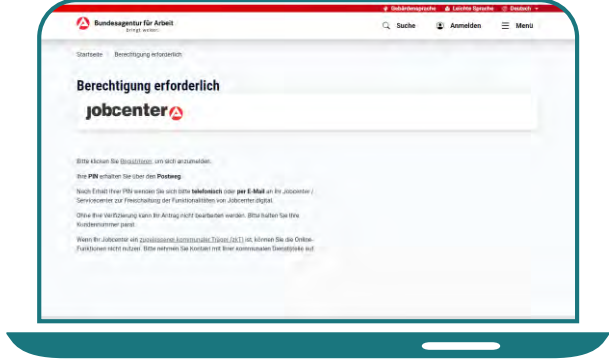 Gebärdensprache Leichte Sprache Deutsch
Bundesagentur für Arbeit
bringt weiter.
Suche Anmelden Menü
Startseite Berechtigung erforderlich
Berechtigung erforderlich
jobcenter
Bitte klicken Sie Registrieren, um sich anzumelden.
Ihre PIN erhalten Sie über den Postweg.
Nach Erhalt Ihrer PIN wenden Sie sich bitte telefonisch oder per E-Mail an Ihr Jobcenter /
Servicecenter zur Freischaltung der Funktionalitäten von Jobcenter.digital.
Ohne Ihre Verifizierung kann Ihr Antrag nicht bearbeitet werden. Bitte halten Sie Ihre
Kundennummer parat.
Wenn Ihr Jobcenter ein zugelassener kommunaler Träger (zkT) ist, können Sie die Online-
Funktionen nicht nutzen. Bitte nehmen Sie Kontakt mit Ihrer kommunalen Dienststelle auf.